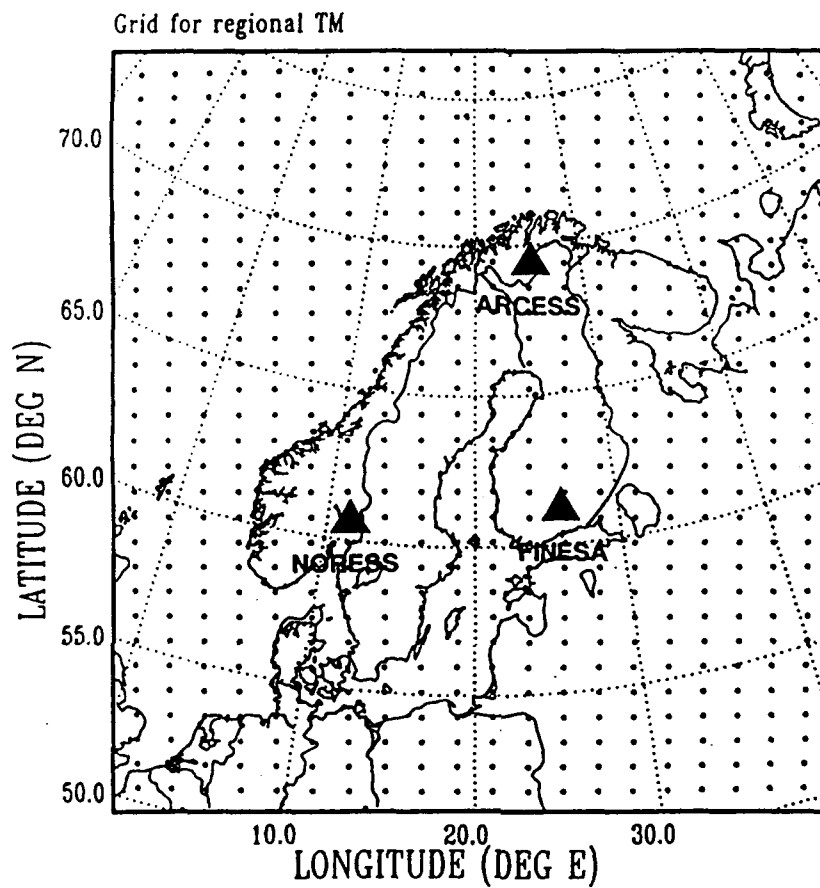 Grid for regional TM
70.0
65.0
60.0
55.0
50.0
LATITUDE (DEG N)
ARCESS
NORESS
FINESA
10.0 20.0 30.0
LONGITUDE (DEG E)